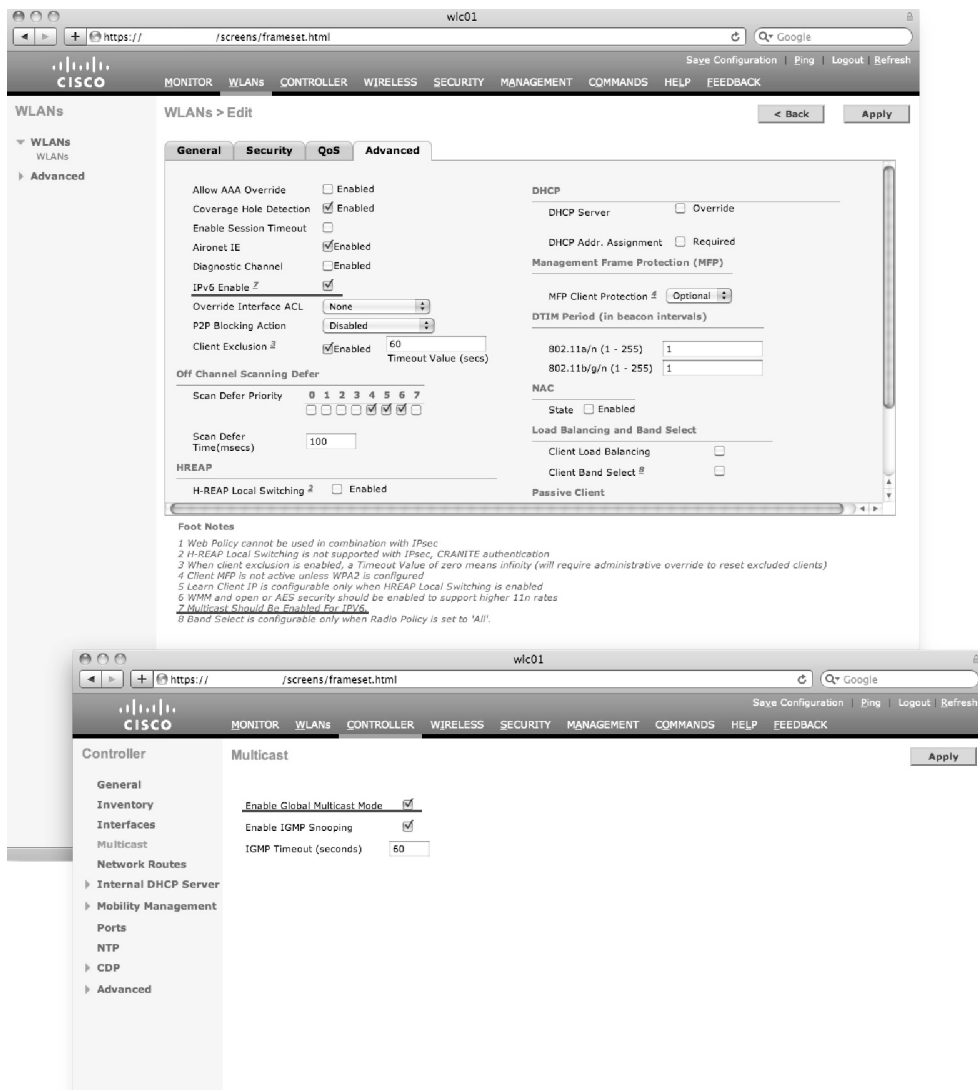 wlc01
https:// /screens/frameset.html
Google
Save Configuration | Ping | Logout | Refresh
CISCO
MONITOR WLANs CONTROLLER WIRELESS SECURITY MANAGEMENT COMMANDS HELP FEEDBACK
WLANs
WLANs
WLANs
Advanced
WLANs > Edit
< Back
Apply
General Security QoS Advanced
Allow AAA Override Enabled
Coverage Hole Detection Enabled
Enable Session Timeout
Aironet IE Enabled
Diagnostic Channel Enabled
IPv6 Enable 7
Override Interface ACL None
P2P Blocking Action Disabled
Client Exclusion 3 Enabled 60
Timeout Value (secs)
Off Channel Scanning Defer
Scan Defer Priority 0 1 2 3 4 5 6 7
Scan Defer
Time(msecs) 100
HREAP
H-REAP Local Switching 2 Enabled
DHCP
DHCP Server Override
DHCP Addr. Assignment Required
Management Frame Protection (MFP)
MFP Client Protection 4 Optional
DTIM Period (in beacon intervals)
802.11a/n (1 - 255) 1
802.11b/g/n (1 - 255) 1
NAC
State Enabled
Load Balancing and Band Select
Client Load Balancing
Client Band Select 8
Passive Client
Foot Notes
1 Web Policy cannot be used in combination with IPsec
2 H-REAP Local Switching is not supported with IPsec, CRANITE authentication
3 When client exclusion is enabled, a Timeout Value of zero means infinity (will require administrative override to reset excluded clients)
4 Client MFP is not active unless WPA2 is configured
5 Learn Client IP is configurable only when HREAP Local Switching is enabled
6 WMM and open or AES security should be enabled to support higher 11n rates
7 Multicast Should Be Enabled For IPV6.
8 Band Select is configurable only when Radio Policy is set to 'All'.
wlc01
https:// /screens/frameset.html
Google
Save Configuration | Ping | Logout | Refresh
CISCO
MONITOR WLANs CONTROLLER WIRELESS SECURITY MANAGEMENT COMMANDS HELP FEEDBACK
Controller
General
Inventory
Interfaces
Multicast
Network Routes
Internal DHCP Server
Mobility Management
Ports
NTP
CDP
Advanced
Multicast
Apply
Enable Global Multicast Mode
Enable IGMP Snooping
IGMP Timeout (seconds) 60